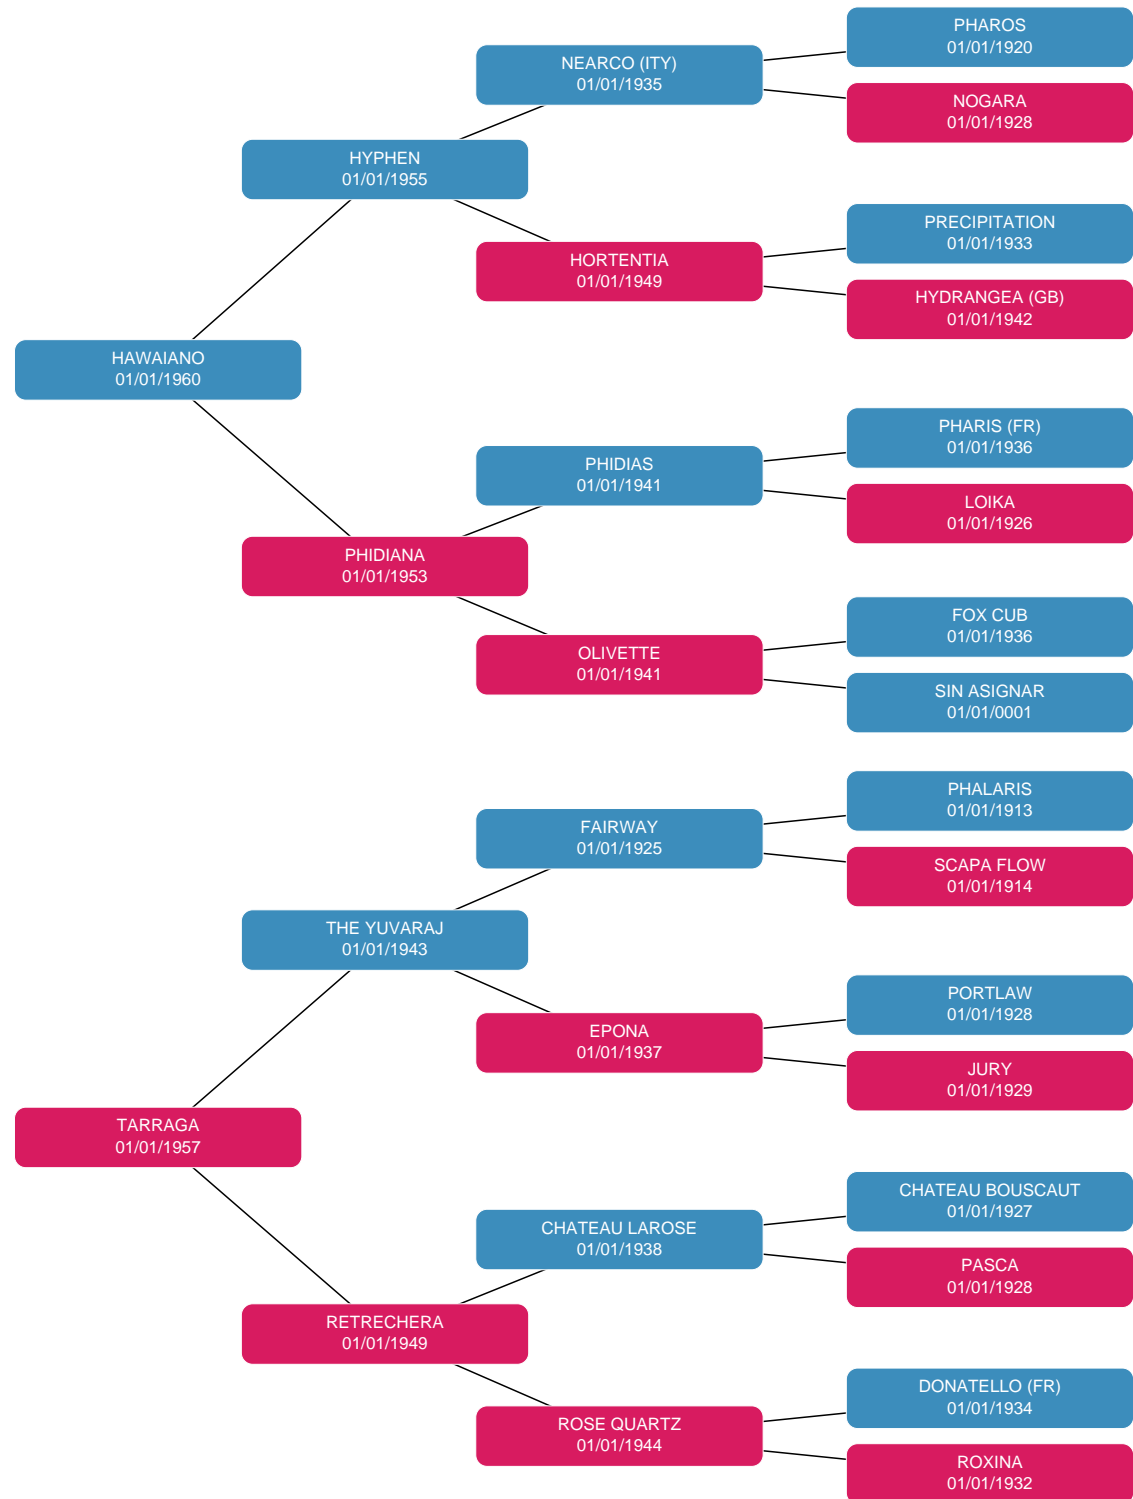 PHAROS
01/01/1920
NEARCO (ITY)
01/01/1935
NOGARA
01/01/1928
HYPHEN
01/01/1955
PRECIPITATION
01/01/1933
HORTENTIA
01/01/1949
HYDRANGEA (GB)
01/01/1942
HAWAIANO
01/01/1960
PHARIS (FR)
01/01/1936
PHIDIAS
01/01/1941
LOIKA
01/01/1926
PHIDIANA
01/01/1953
FOX CUB
01/01/1936
OLIVETTE
01/01/1941
SIN ASIGNAR
01/01/0001
PHALARIS
01/01/1913
FAIRWAY
01/01/1925
SCAPA FLOW
01/01/1914
THE YUVARAJ
01/01/1943
PORTLAW
01/01/1928
EPONA
01/01/1937
JURY
01/01/1929
TARRAGA
01/01/1957
CHATEAU BOUSCAUT
01/01/1927
CHATEAU LAROSE
01/01/1938
PASCA
01/01/1928
RETRECHERA
01/01/1949
DONATELLO (FR)
01/01/1934
ROSE QUARTZ
01/01/1944
ROXINA
01/01/1932